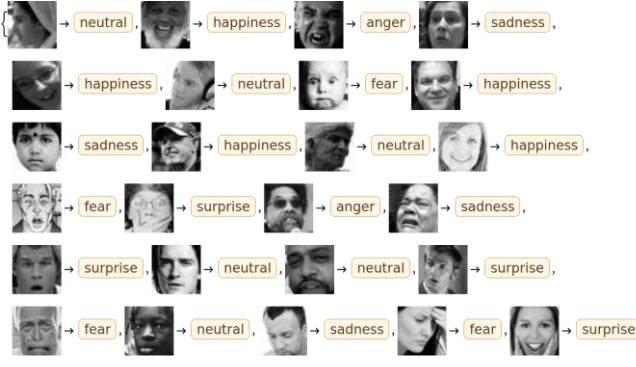 { → neutral, → happiness, → anger, → sadness,
→ happiness, → neutral, → fear, → happiness,
→ sadness, → happiness, → neutral, → happiness,
→ fear, → surprise, → anger, → sadness,
→ surprise, → neutral, → neutral, → surprise,
→ fear, → neutral, → sadness, → fear, → surprise